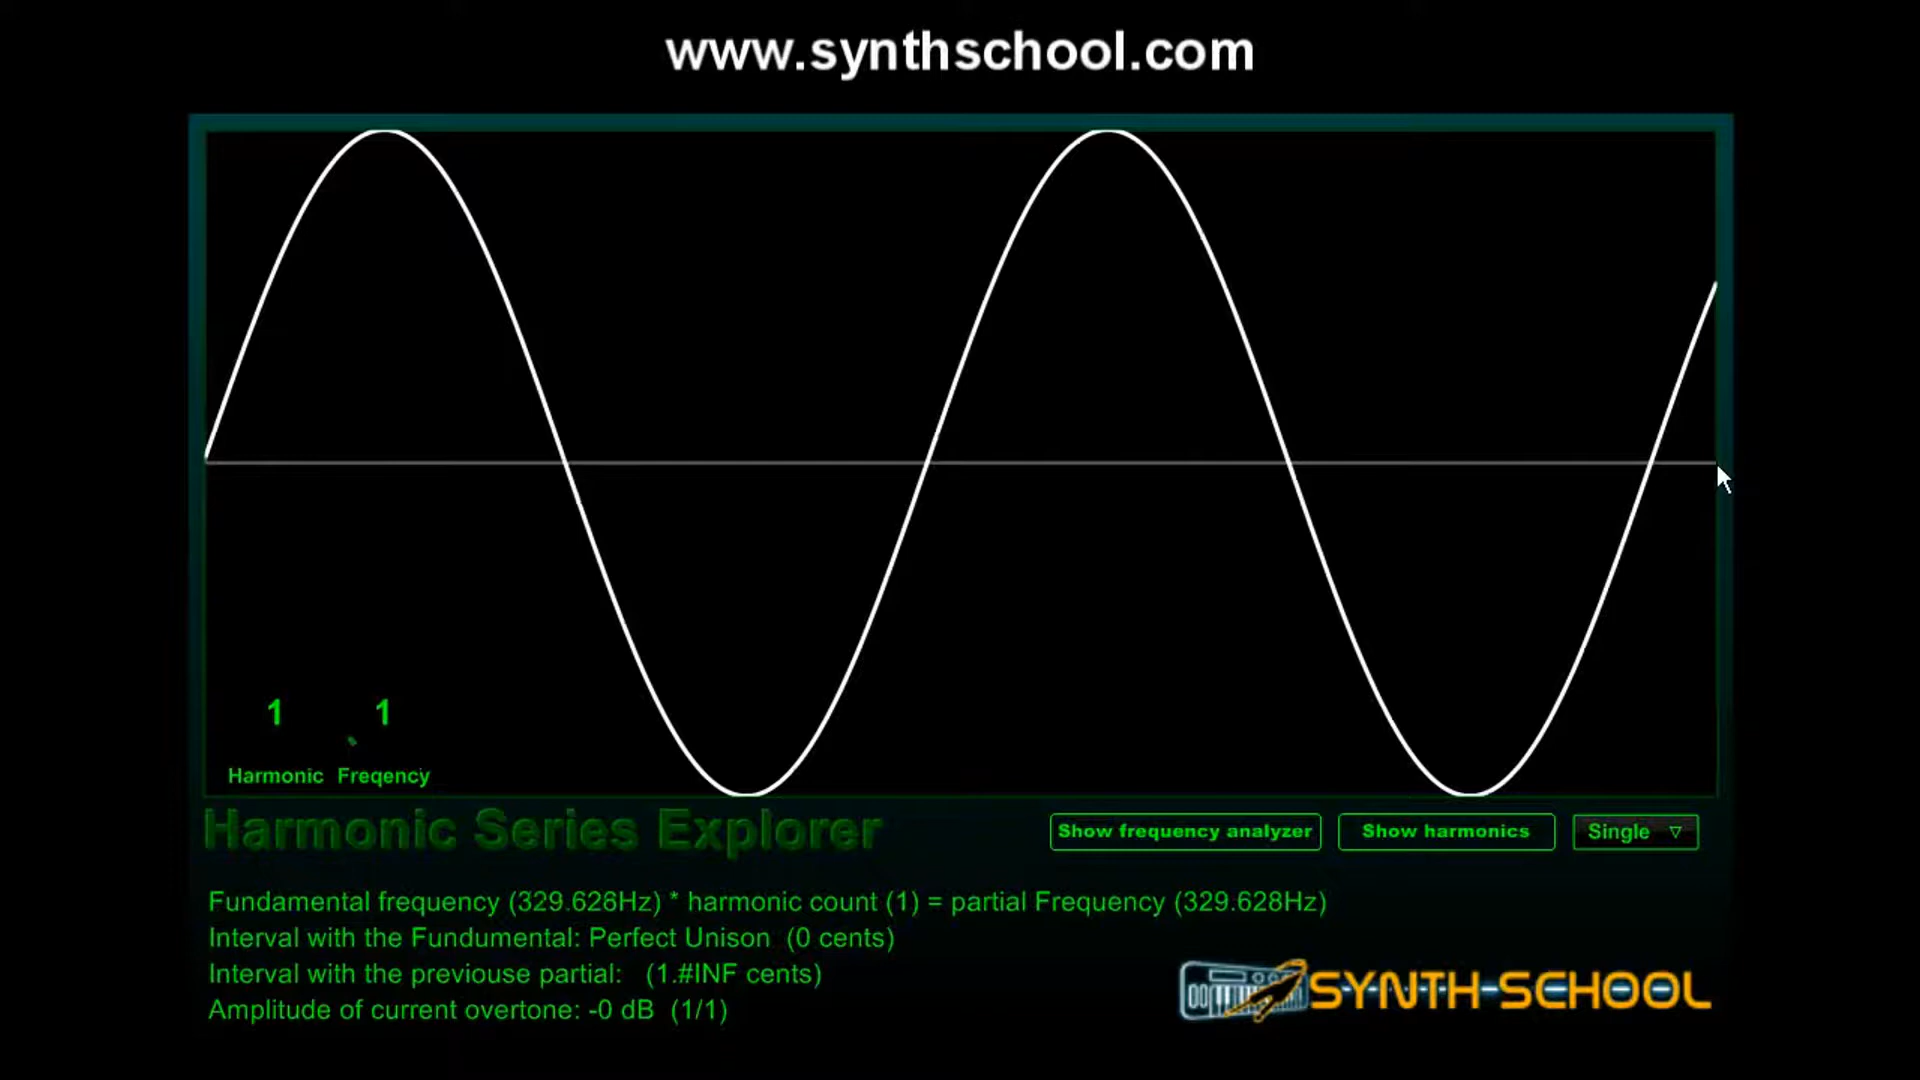 www.synthschool.com
1 1
Harmonic Freqency
Harmonic Series Explorer
Show frequency analyzer Show harmonics Single
Fundamental frequency (329.628Hz) * harmonic count (1) = partial Frequency (329.628Hz)
Interval with the Fundumental: Perfect Unison (0 cents)
Interval with the previouse partial: (1.#INF cents)
Amplitude of current overtone: -0 dB (1/1)
SYNTH-SCHOOL